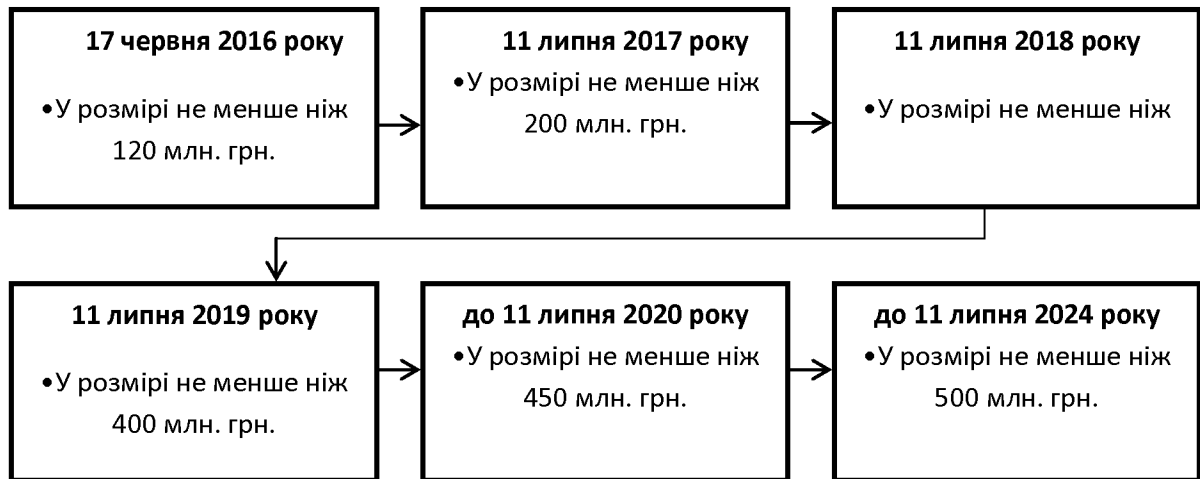 17 червня 2016 року
•У розмірі не менше ніж
120 млн. грн.
11 липня 2017 року
•У розмірі не менше ніж
200 млн. грн.
11 липня 2018 року
•У розмірі не менше ніж
11 липня 2019 року
•У розмірі не менше ніж
400 млн. грн.
до 11 липня 2020 року
•У розмірі не менше ніж
450 млн. грн.
до 11 липня 2024 року
•У розмірі не менше ніж
500 млн. грн.